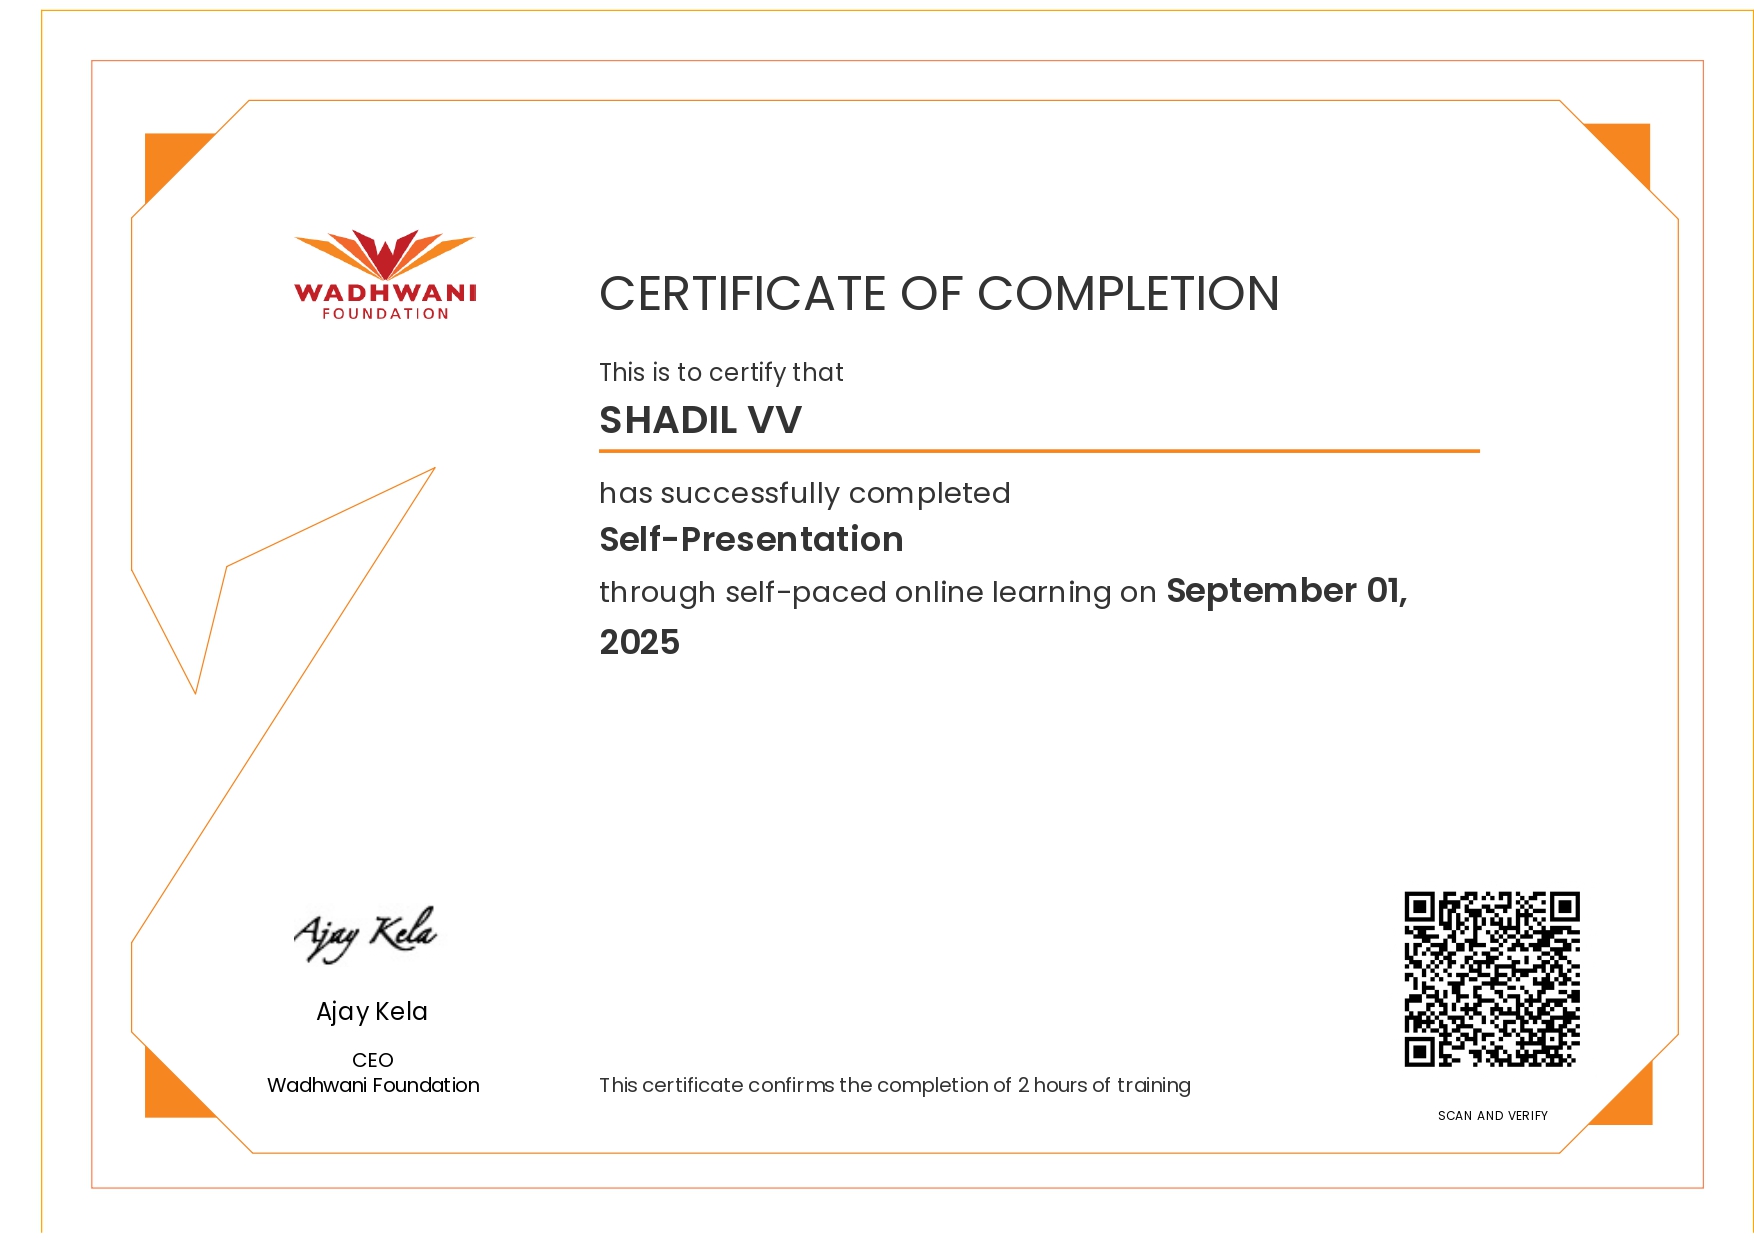 WADHWANI
FOUNDATION
CERTIFICATE OF COMPLETION
This is to certify that
SHADIL VV
has successfully completed
Self-Presentation
through self-paced online learning on September 01,
2025
Ajay Kela
Ajay Kela
CEO
Wadhwani Foundation
This certificate confirms the completion of 2 hours of training
SCAN AND VERIFY